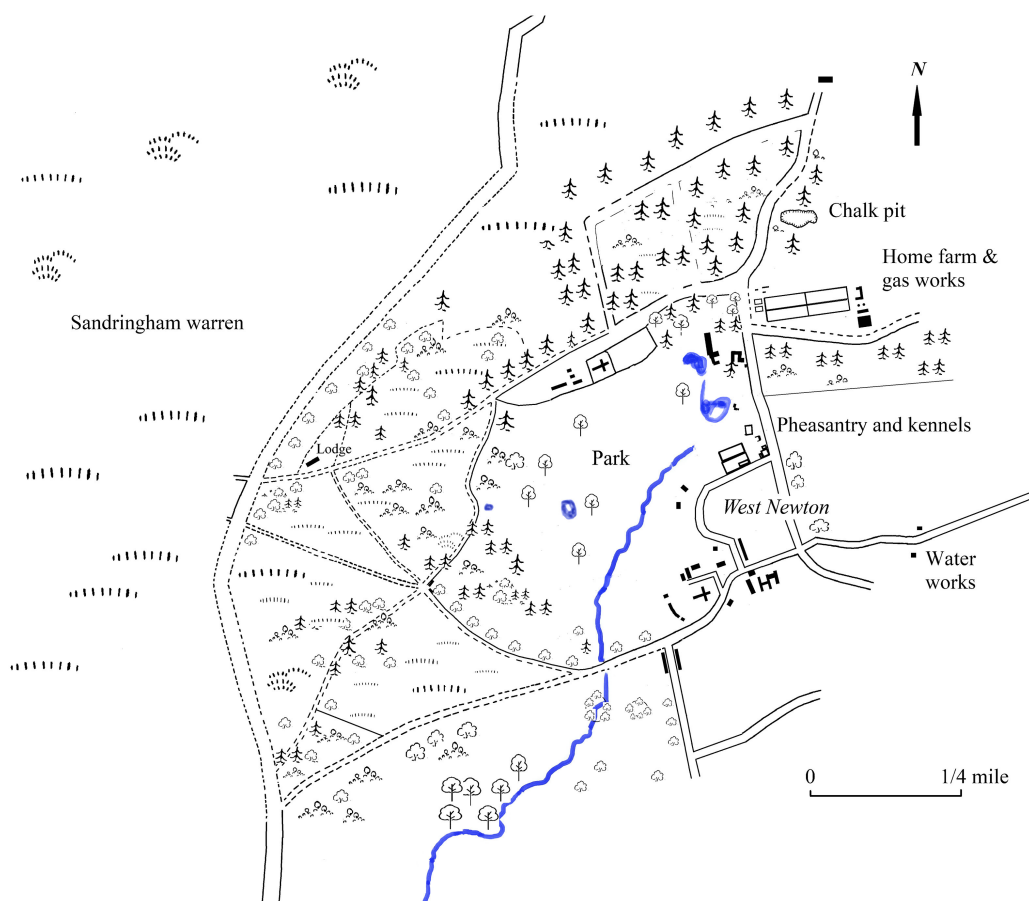 N
Chalk pit
Home farm &
gas works
Sandringham warren
Pheasantry and kennels
Lodge
Park
West Newton
Water
works
0 1/4 mile